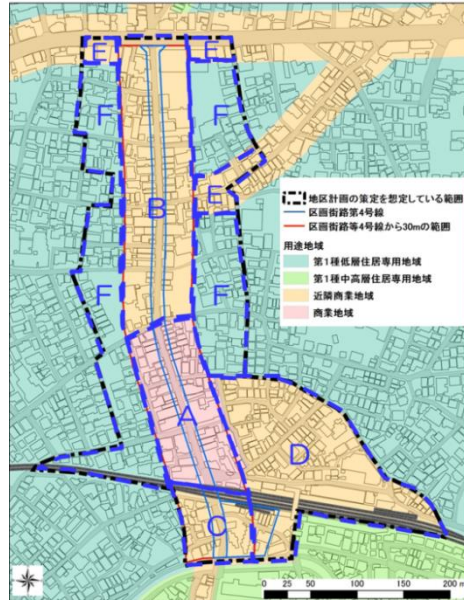 E
E
F
F
B
E
F
F
A
D
C
地区計画の策定を想定している範囲
区画街路第4号線
区画街路等4号線から30mの範囲
用途地域
第1種低層住居専用地域
第1種中高層住居専用地域
近隣商業地域
商業地域
0 25 50 100 150 200 m